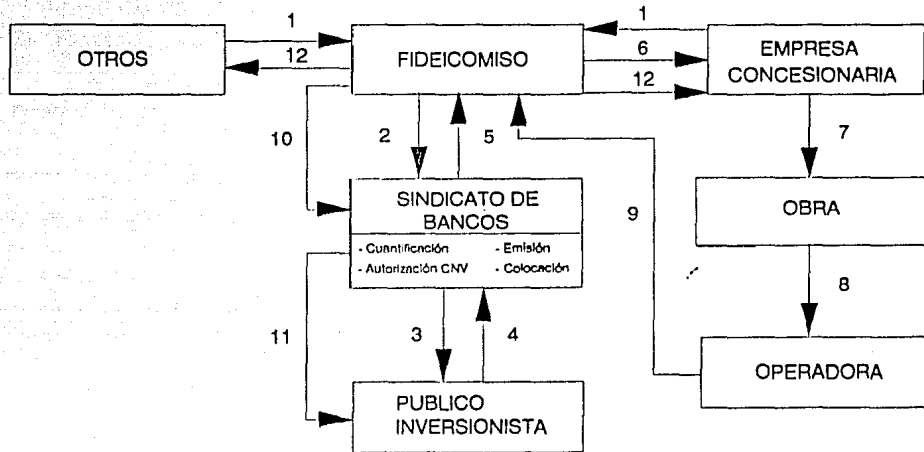 1
1
OTROS
12
FIDEICOMISO
6
EMPRESA
CONCESIONARIA
12
10
2
5
7
SINDICATO DE
BANCOS
- Cuantificación
- Emisión
- Autorización CNV
- Colocación
9
OBRA
11
3
4
8
PUBLICO
INVERSIONISTA
OPERADORA